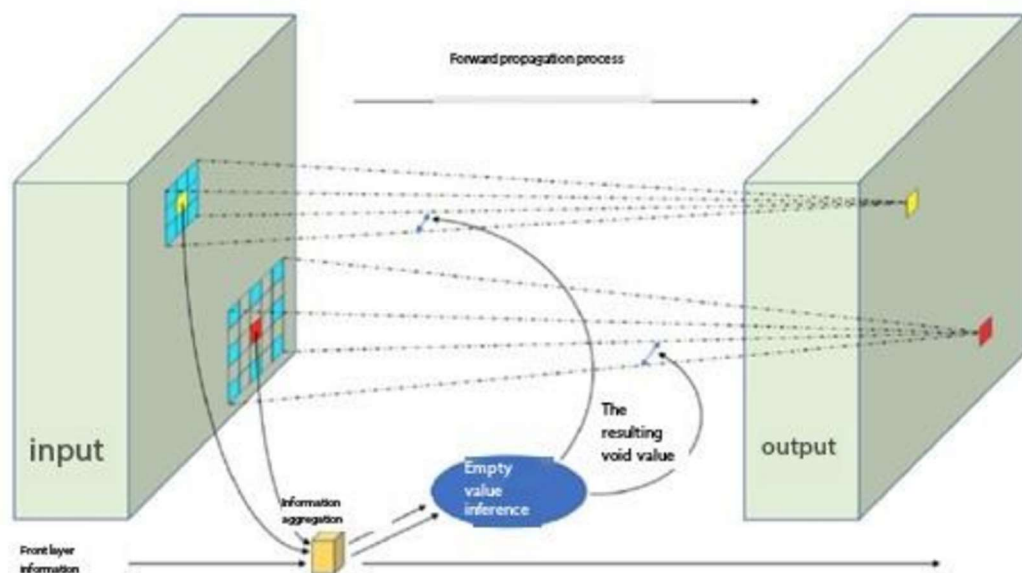 Forward propagation process
input
output
The
resulting
void value
Empty
value
inference
Information
aggregation
Front layer
information